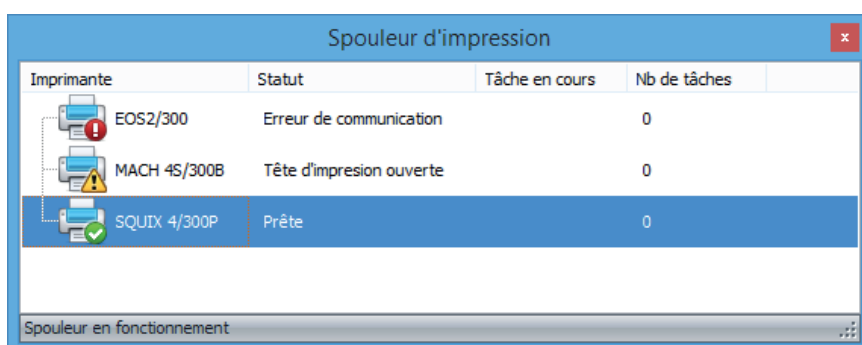 Spouleur d'impression
x
Imprimante Statut Tâche en cours Nb de tâches
EOS2/300 Erreur de communication 0
MACH 4S/300B Tête d'impresion ouverte 0
SQUIX 4/300P Prête 0
Spouleur en fonctionnement